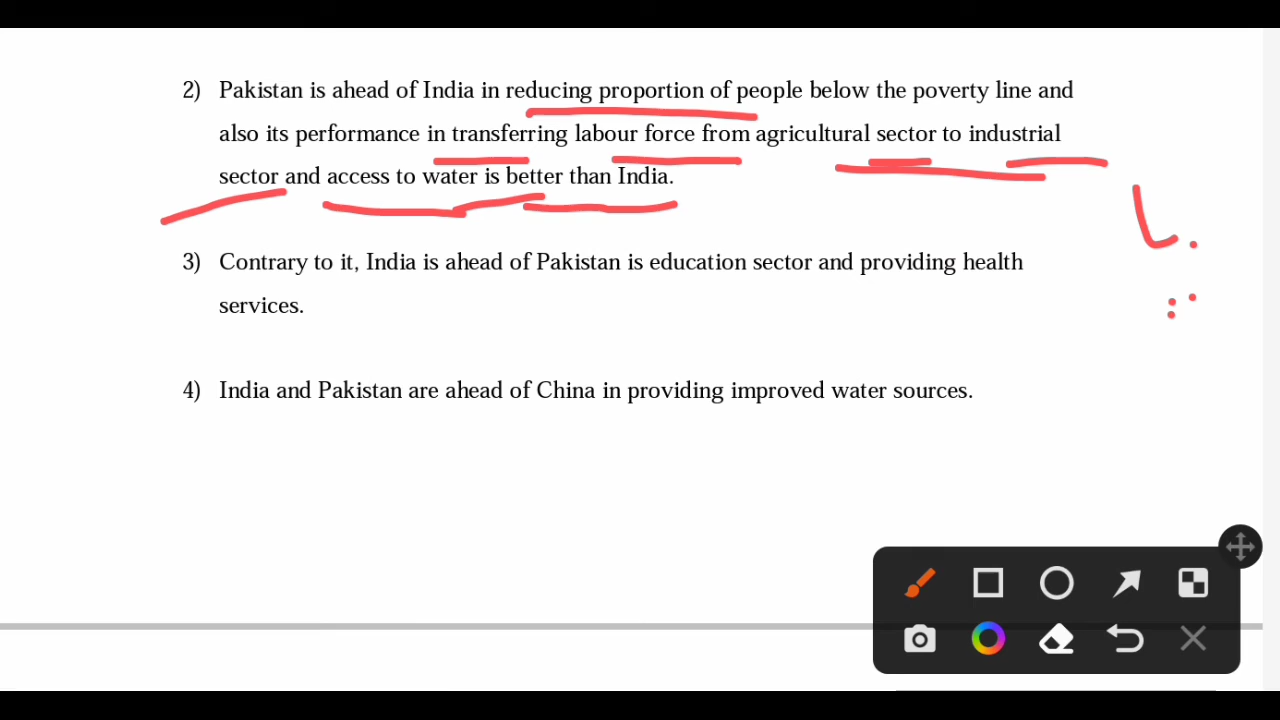 2) Pakistan is ahead of India in reducing proportion of people below the poverty line and
also its performance in transferring labour force from agricultural sector to industrial
sector and access to water is better than India.
3) Contrary to it, India is ahead of Pakistan is education sector and providing health
services.
4) India and Pakistan are ahead of China in providing improved water sources.